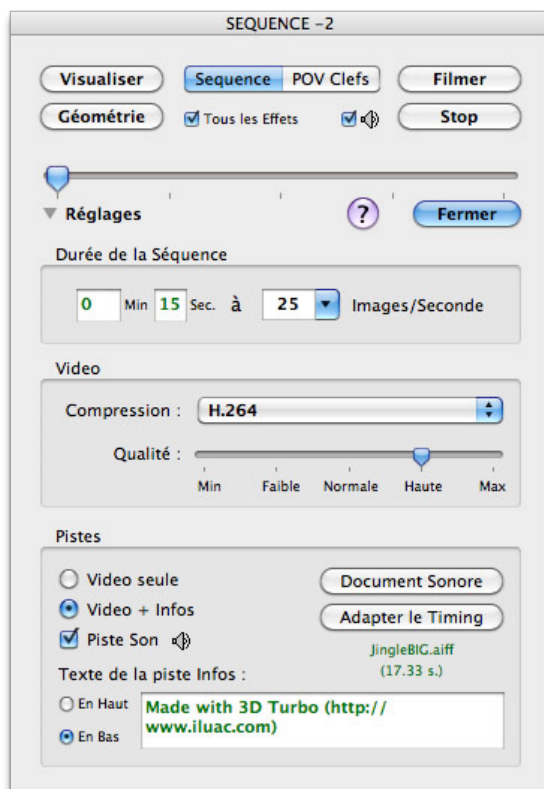 SEQUENCE -2
Visualiser Sequence POV Clefs Filmer
Géométrie Tous les Effets Stop
Réglages ? Fermer
Durée de la Séquence
0 Min 15 Sec. à 25 Images/Seconde
Video
Compression : H.264
Qualité :
Min Faible Normale Haute Max
Pistes
Video seule Document Sonore
Video + Infos Adapter le Timing
Piste Son JingleBIG.aiff
(17.33 s.)
Texte de la piste Infos :
En Haut Made with 3D Turbo (http://
www.iluac.com)
En Bas